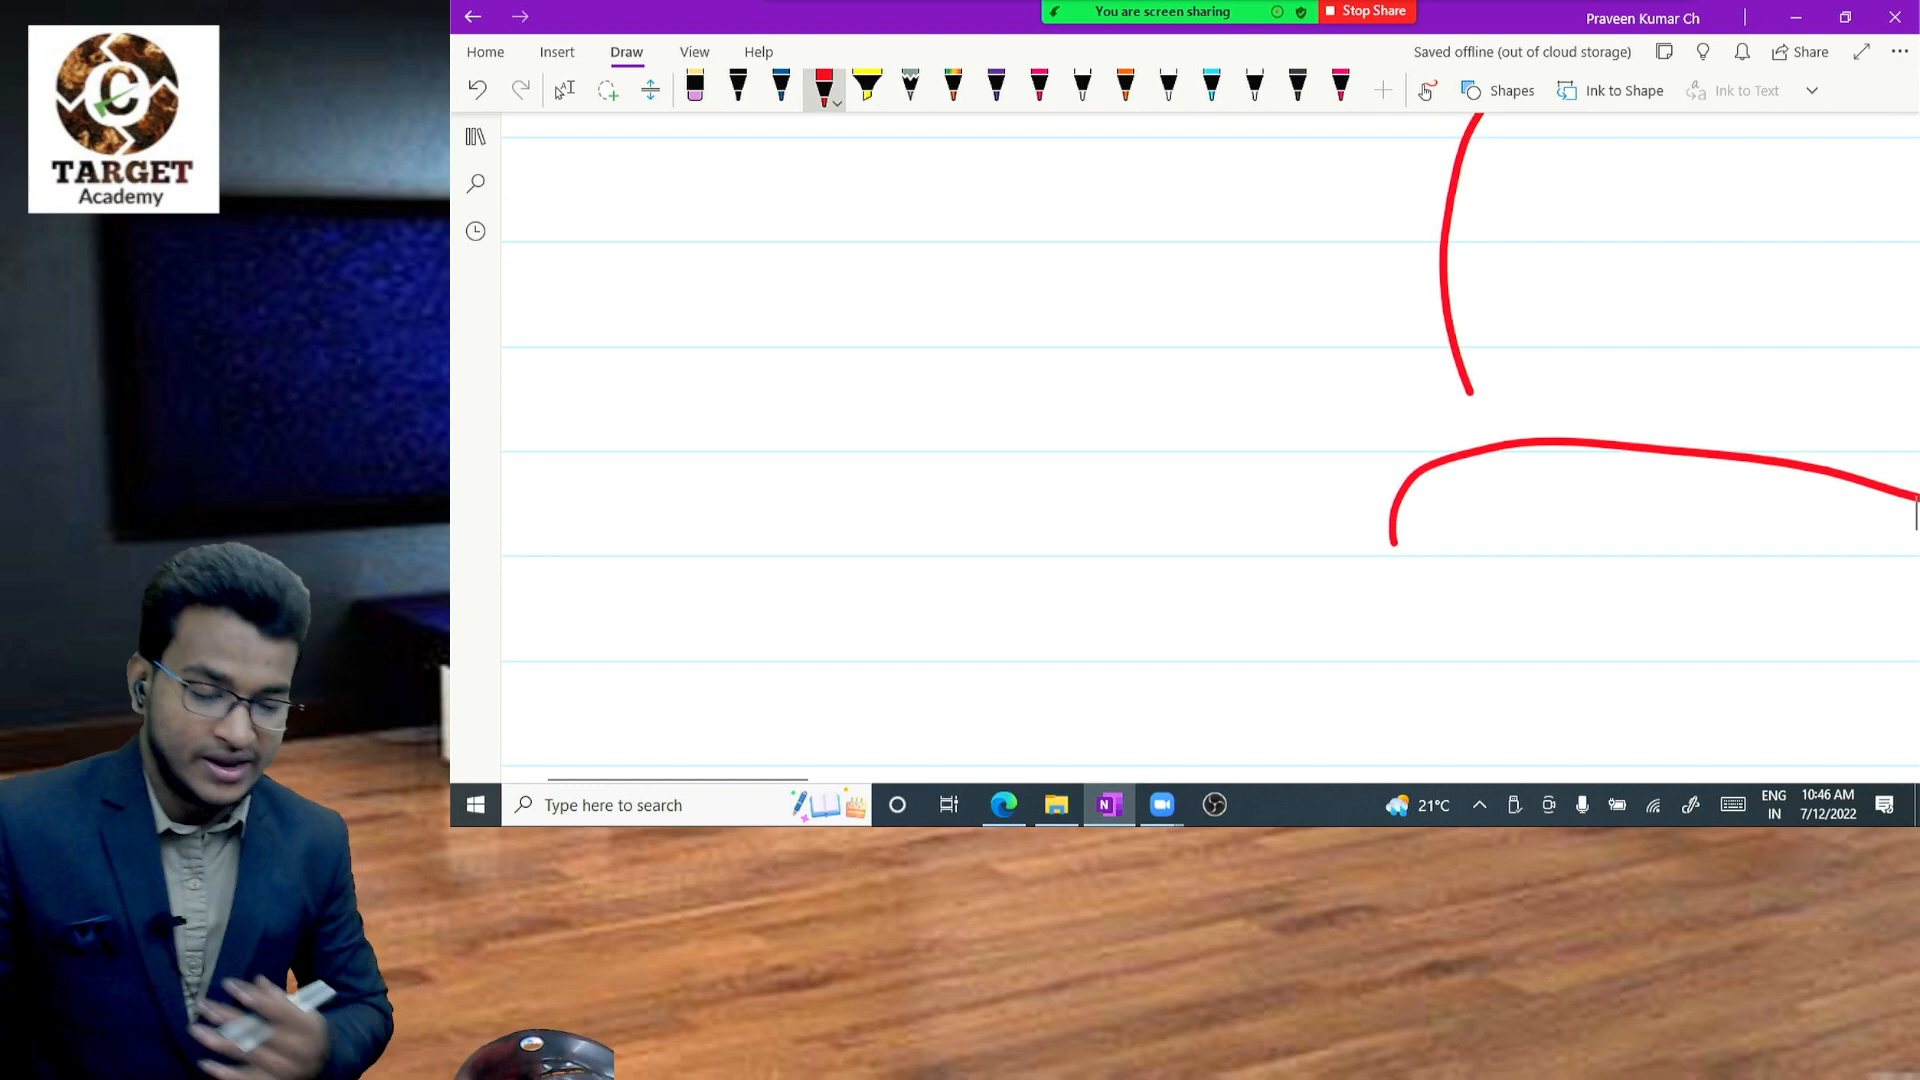 C
TARGET
Academy
You are screen sharing
Stop Share
Praveen Kumar Ch
Home
Insert
Draw
View
Help
Saved offline (out of cloud storage)
Share
Shapes
Ink to Shape
Ink to Text
Type here to search
N
21°C
ENG
IN
10:46 AM
7/12/2022